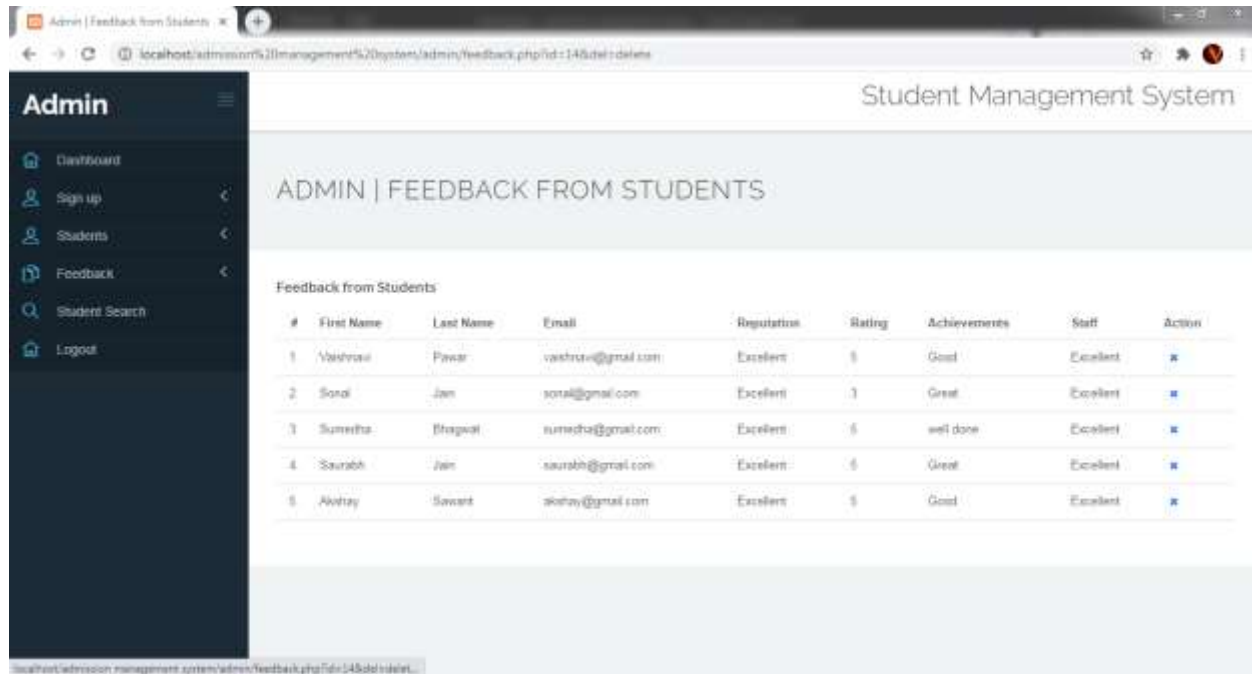 Admin | Feedback from Students
localhost/admission%20management%20system/admin/feedback.php?id=14&del=delete
Admin
Student Management System
Dashboard
Sign up
Students
Feedback
Student Search
Logout
ADMIN | FEEDBACK FROM STUDENTS
Feedback from Students
# First Name Last Name Email Reputation Rating Achievements Staff Action
1 Vaishnavi Pawar vaishnavi@gmail.com Excellent 5 Good Excellent
2 Sonal Jain sonal@gmail.com Excellent 3 Great Excellent
3 Sumedha Bhagwat sumedha@gmail.com Excellent 5 well done Excellent
4 Saurabh Jain saurabh@gmail.com Excellent 5 Great Excellent
5 Akshay Sawant akshay@gmail.com Excellent 5 Good Excellent
localhost/admission management system/admin/feedback.php?id=14&del=delet...